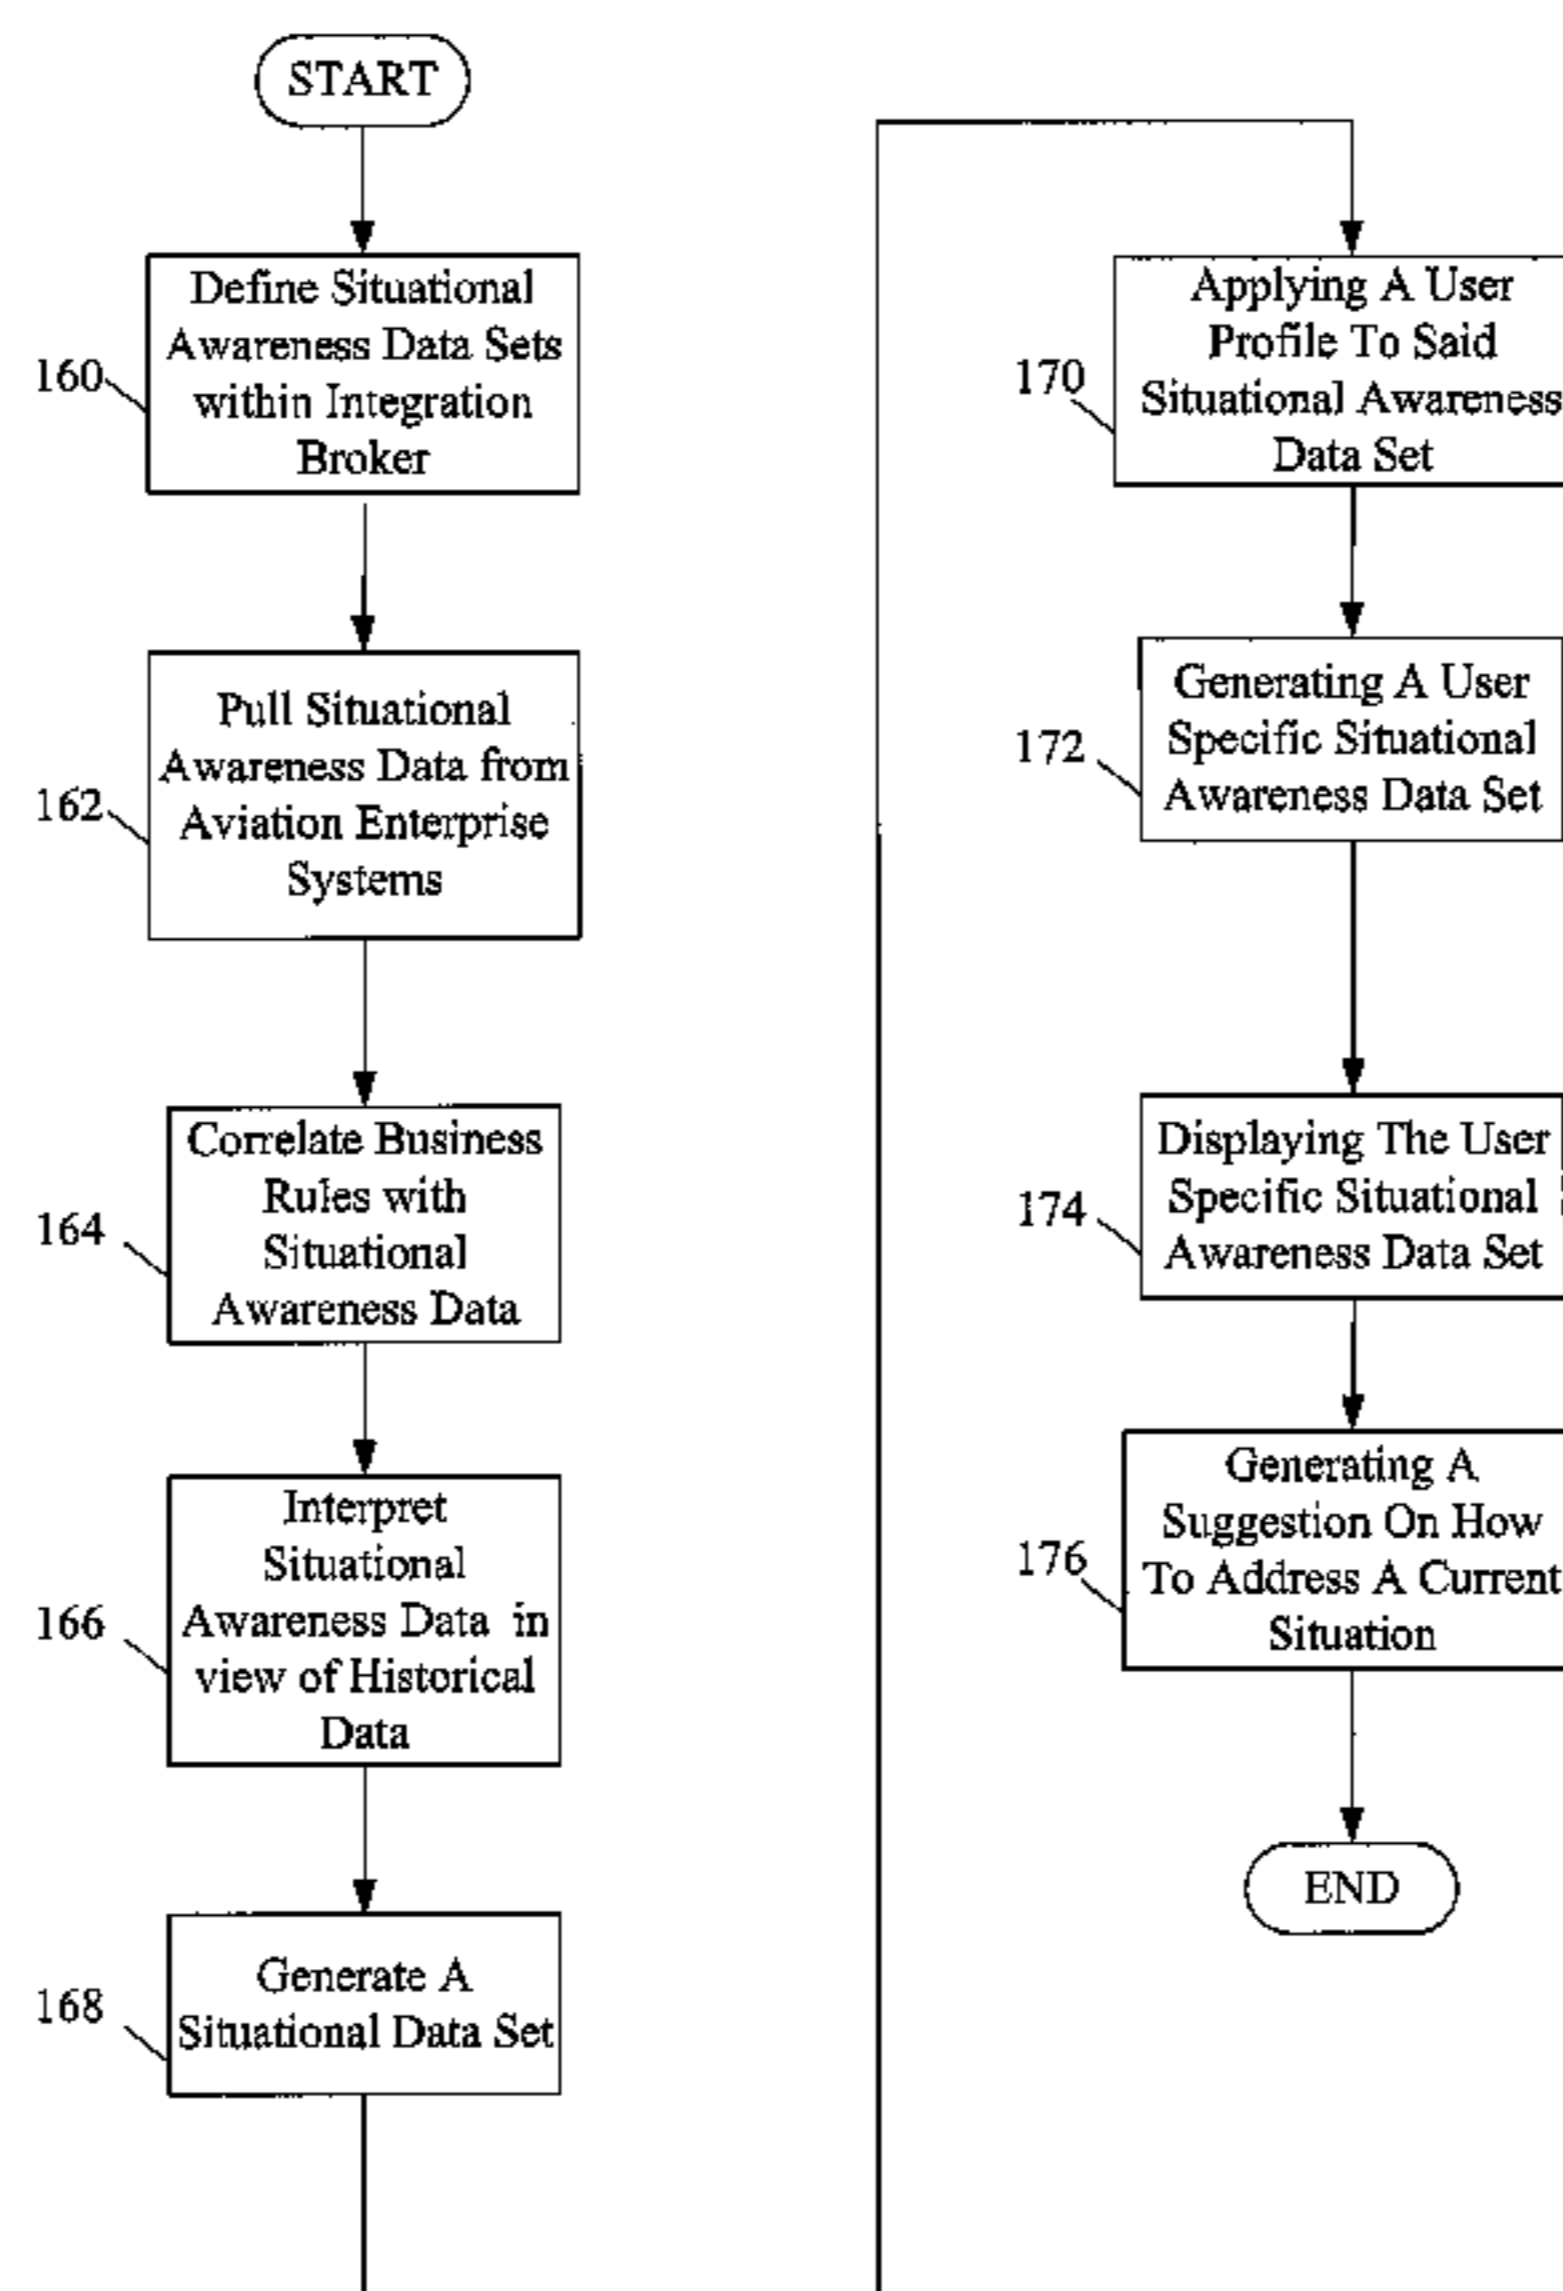 START
Define Situational
Awareness Data Sets
within Integration
Broker
160
Pull Situational
Awareness Data from
Aviation Enterprise
Systems
162
Correlate Business
Rules with
Situational
Awareness Data
164
Interpret
Situational
Awareness Data in
view of Historical
Data
166
Generate A
Situational Data Set
168
Applying A User
Profile To Said
Situational Awareness
Data Set
170
Generating A User
Specific Situational
Awareness Data Set
172
Displaying The User
Specific Situational
Awareness Data Set
174
Generating A
Suggestion On How
To Address A Current
Situation
176
END